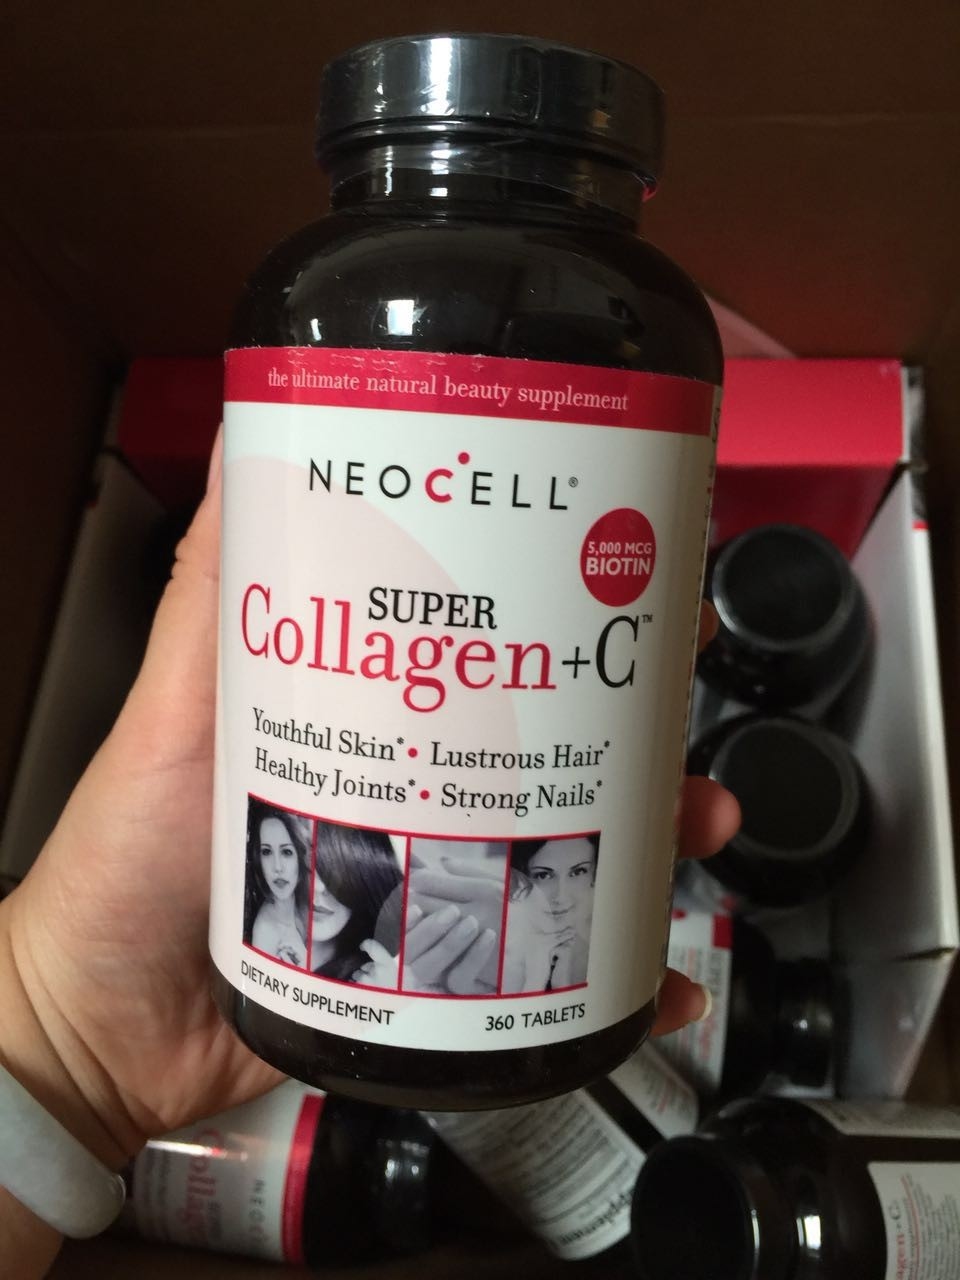 the ultimate natural beauty supplement
NEOCELL®
5,000 MCG
BIOTIN
SUPER
Collagen+C™
Youthful Skin* • Lustrous Hair*
Healthy Joints* • Strong Nails*
DIETARY SUPPLEMENT
360 TABLETS